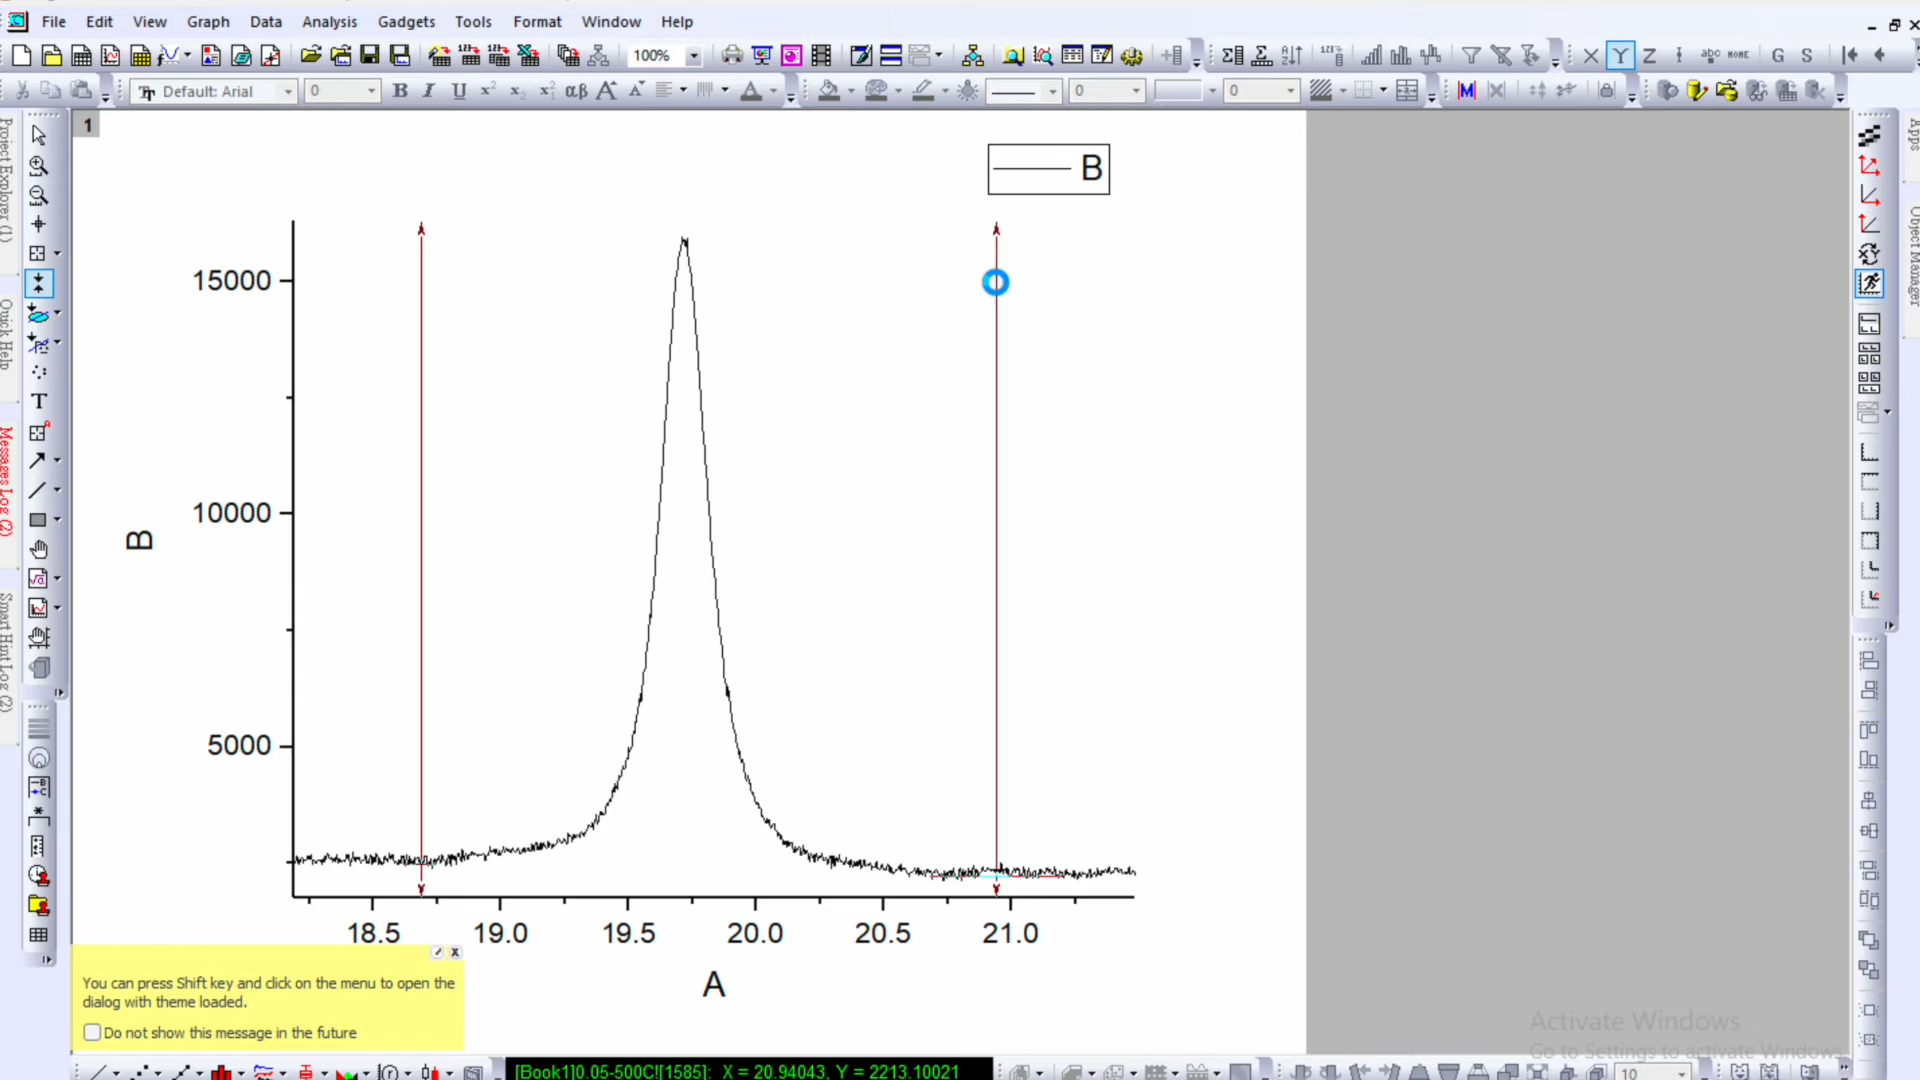 File Edit View Graph Data Analysis Gadgets Tools Format Window Help
100%
X Y Z
G S
Default: Arial
0
B I U
αβ
0
0
Project Explorer (1)
Quick Help
Messages Log (2)
Smart Hint Log (2)
Apps
Object Manager
1
B
15000
10000
5000
B
18.5 19.0 19.5 20.0 20.5 21.0
A
You can press Shift key and click on the menu to open the
dialog with theme loaded.
Do not show this message in the future
Activate Windows
Go to Settings to activate Windows.
[Book1]0.05-500C![1585]: X = 20.94043, Y = 2213.10021
10